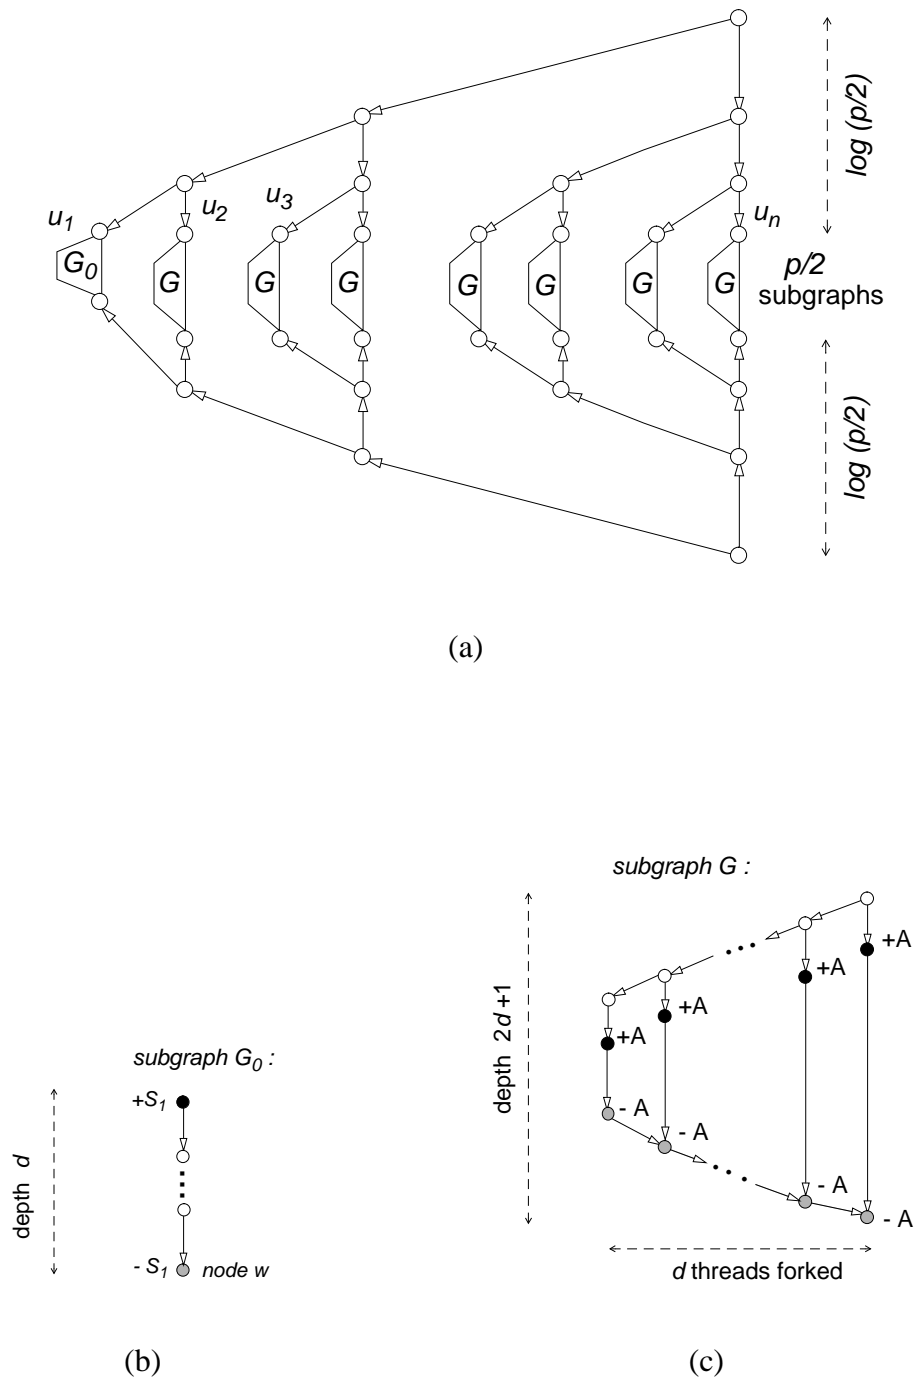 log (p/2)
u1
u2
u3
un
G0
G
G
G
G
G
G
G
p/2
subgraphs
log (p/2)
(a)
subgraph G :
+A
+A
+A
+A
depth 2d+1
- A
- A
- A
- A
d threads forked
subgraph G0 :
+S1
depth d
- S1
node w
(b)
(c)